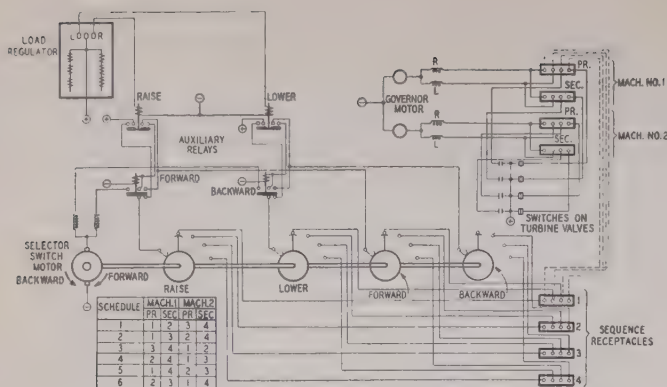 LOAD
REGULATOR
L R
RAISE
LOWER
AUXILIARY
RELAYS
FORWARD
BACKWARD
GOVERNOR
MOTOR
R
L
R
L
PR.
SEC.
PR.
SEC.
MACH. NO.1
MACH. NO.2
SWITCHES ON
TURBINE VALVES
SELECTOR
SWITCH
MOTOR
BACKWARD
FORWARD
RAISE
LOWER
FORWARD
BACKWARD
1
2
3
4
SEQUENCE
RECEPTACLES
SCHEDULE MACH.1 MACH.2
PR SEC PR SEC
1 1 2 3 4
2 1 3 2 4
3 3 4 1 2
4 2 4 1 3
5 1 4 2 3
6 2 3 1 4